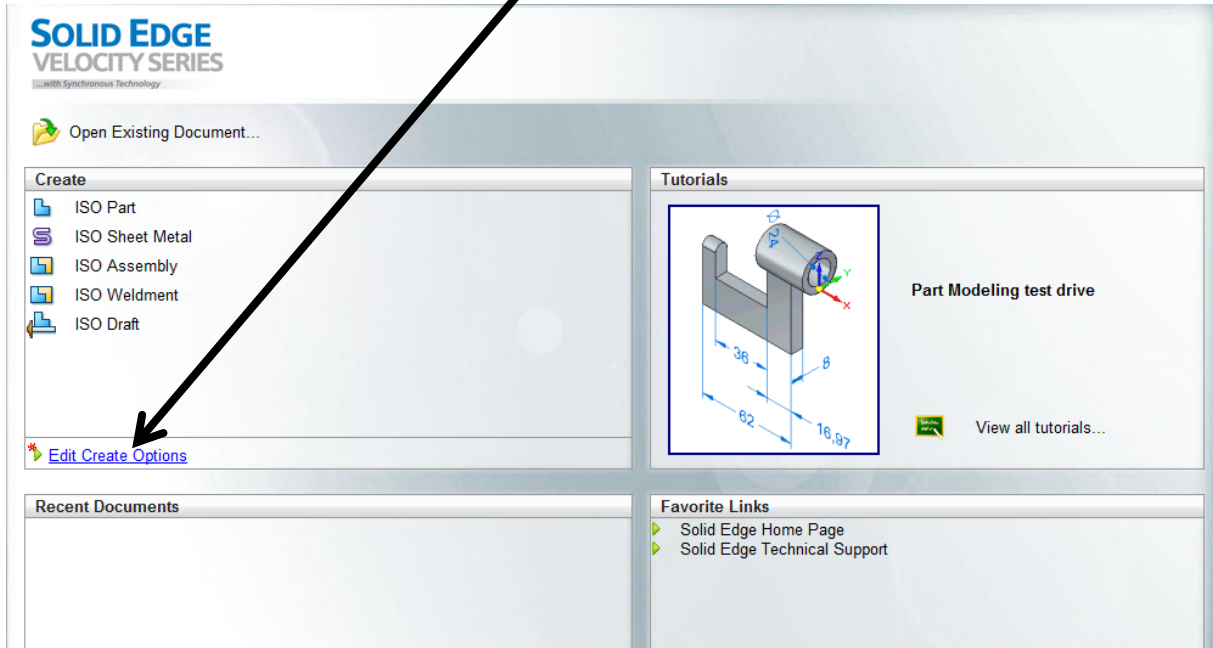 SOLID EDGE
VELOCITY SERIES
...with Synchronous Technology
Open Existing Document...
Create
ISO Part
ISO Sheet Metal
ISO Assembly
ISO Weldment
ISO Draft
Edit Create Options
Tutorials
Ø 24
Z
Y
X
36
8
62
16,97
Part Modeling test drive
View all tutorials...
Recent Documents
Favorite Links
Solid Edge Home Page
Solid Edge Technical Support